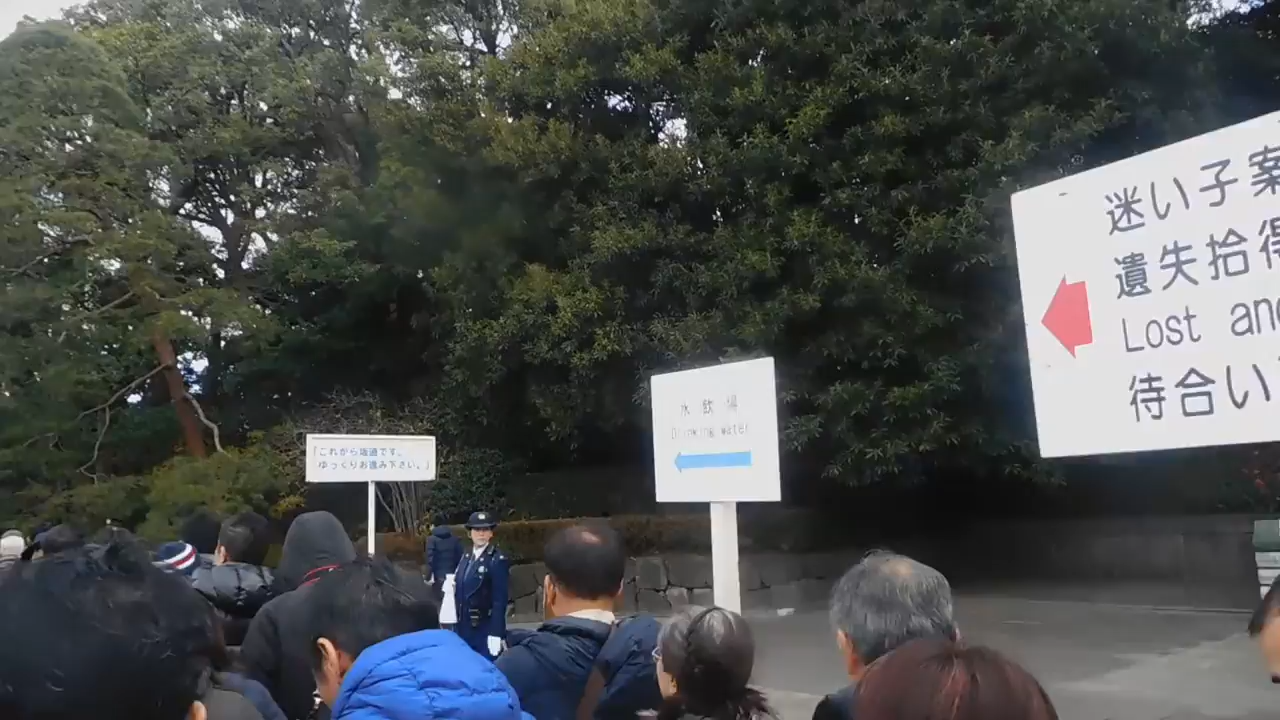 「これから坂道です。
ゆっくりお進み下さい。」
水 飲 場
Drinking water
迷い子案
遺失拾得
Lost and
待合い